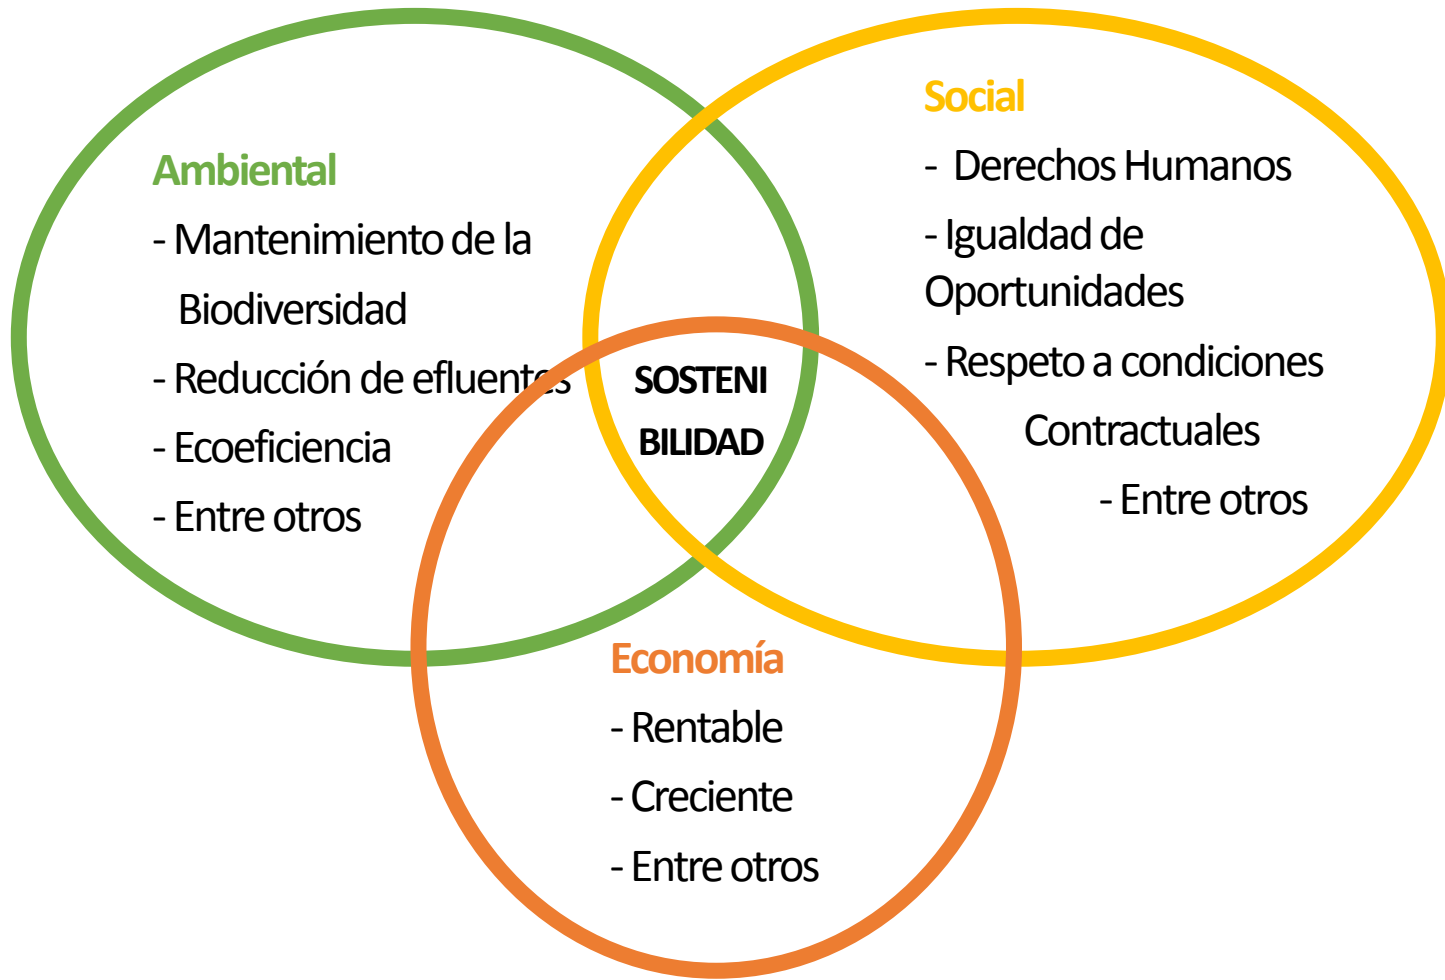 Ambiental
- Mantenimiento de la
Biodiversidad
- Reducción de efluentes
- Ecoeficiencia
- Entre otros
Social
- Derechos Humanos
- Igualdad de
Oportunidades
- Respeto a condiciones
Contractuales
- Entre otros
SOSTENI
BILIDAD
Economía
- Rentable
- Creciente
- Entre otros